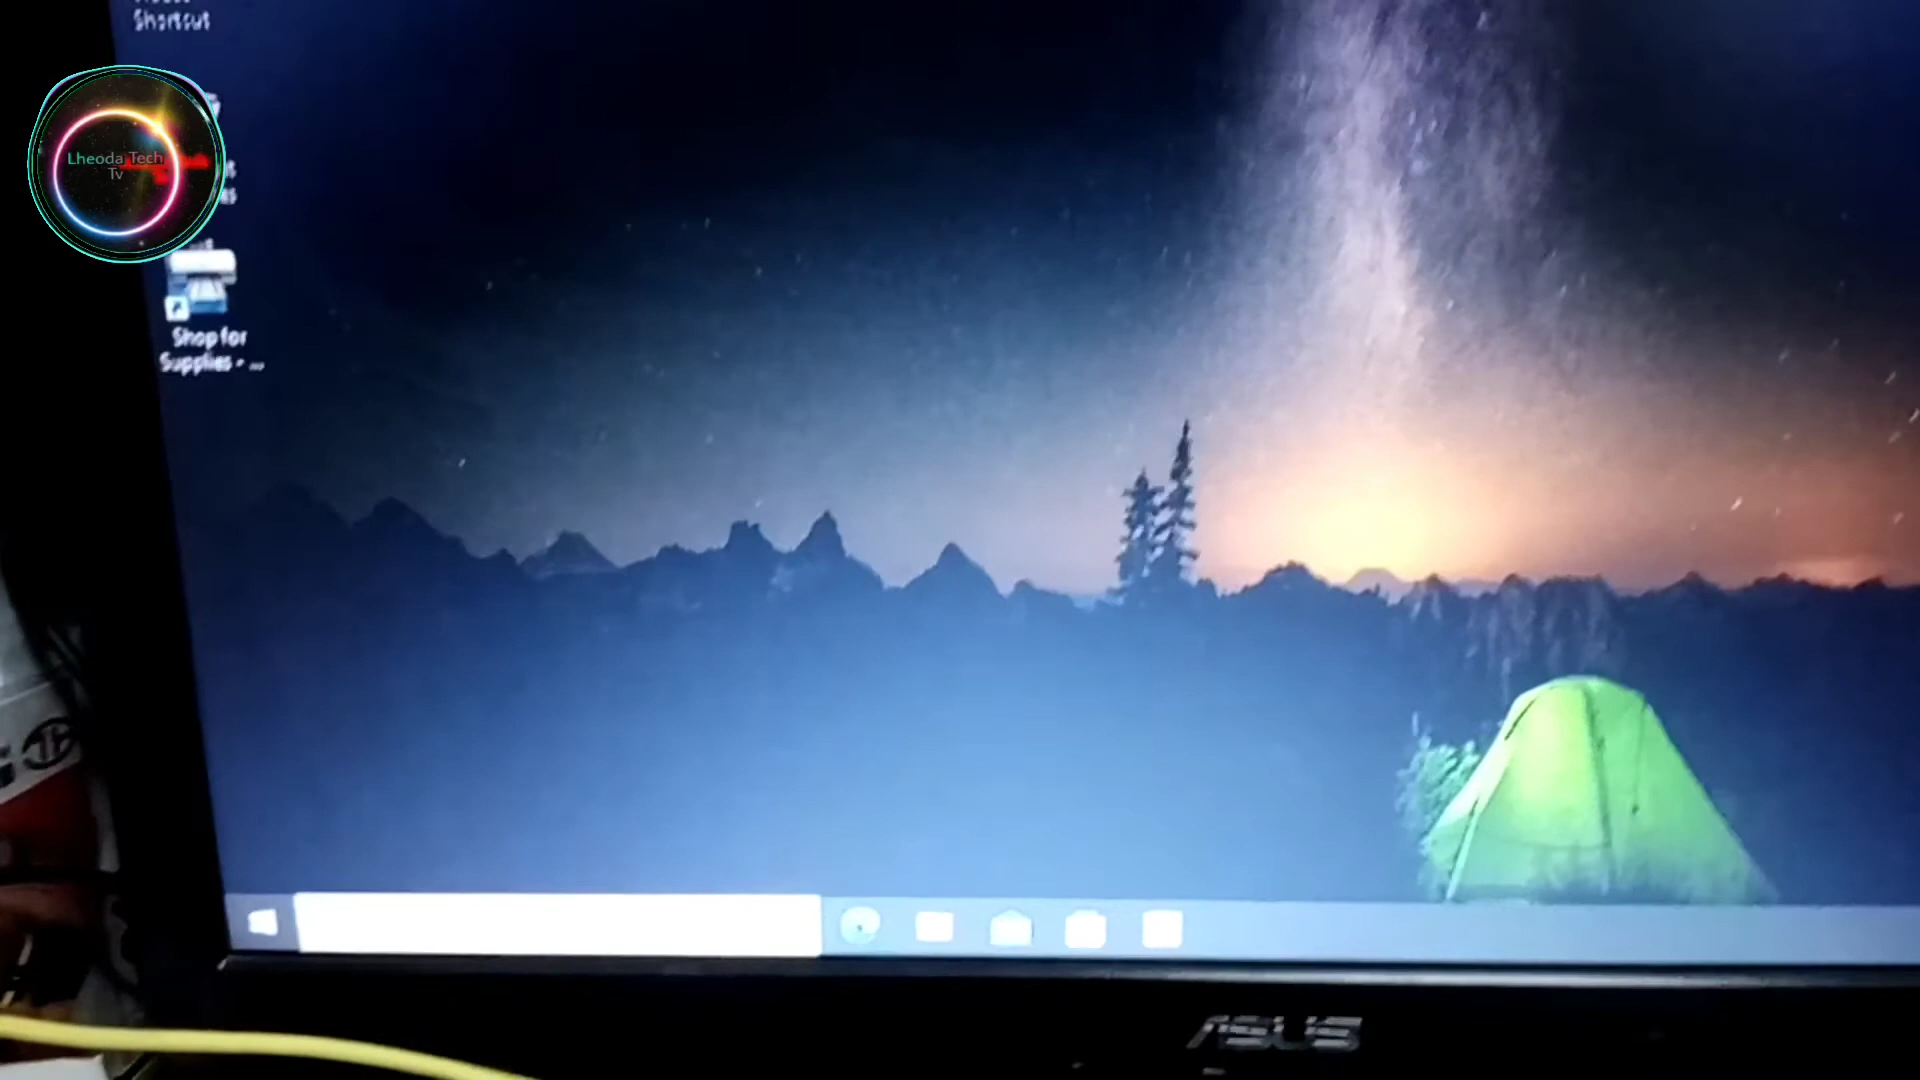 Shortcut
Lheoda Tech
Tv
Shop for
Supplies - ...
ASUS